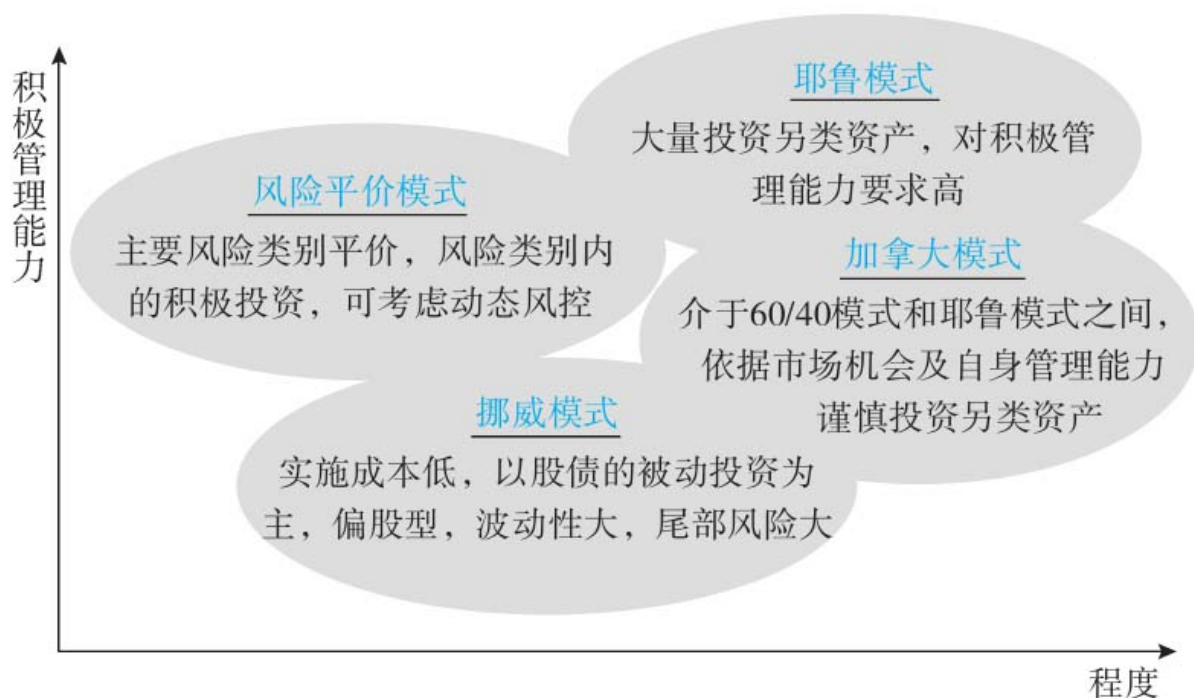 积极管理能力
耶鲁模式
大量投资另类资产，对积极管
理能力要求高
风险平价模式
主要风险类别平价，风险类别内
的积极投资，可考虑动态风控
加拿大模式
介于60/40模式和耶鲁模式之间，
依据市场机会及自身管理能力
谨慎投资另类资产
挪威模式
实施成本低，以股债的被动投资为
主，偏股型，波动性大，尾部风险大
程度